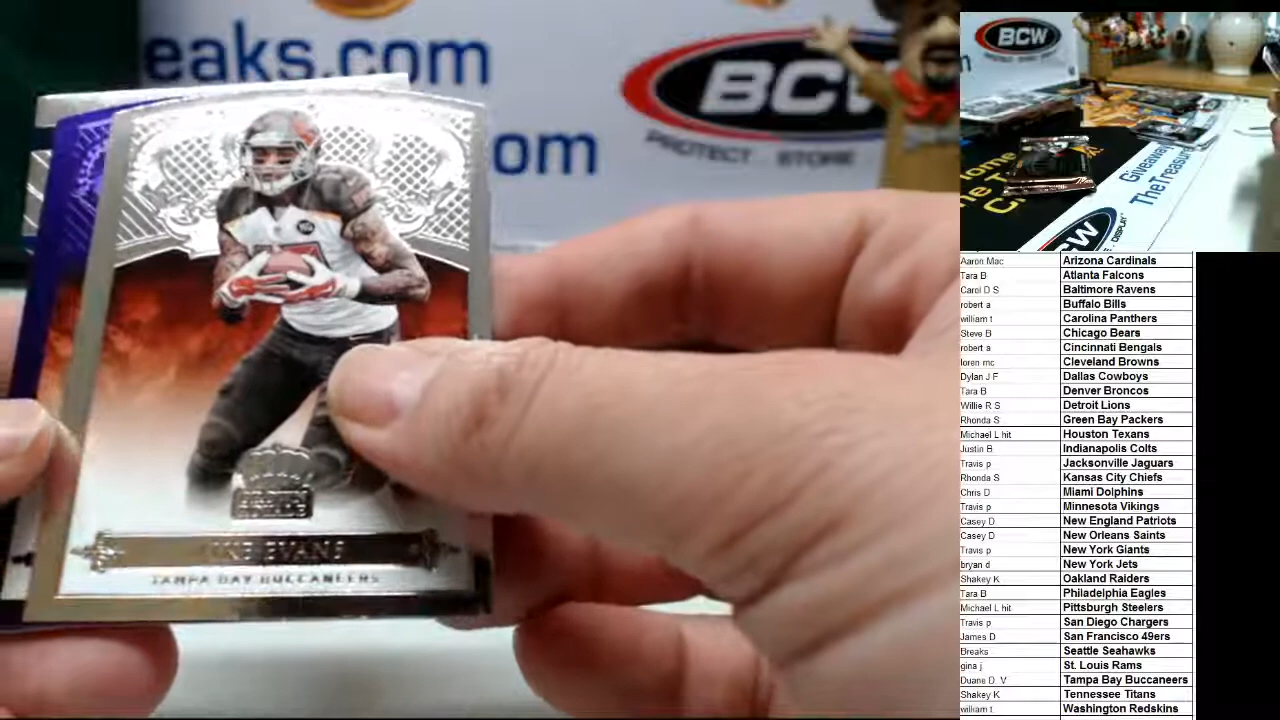 eaks.com
om
BCW
PROTECT STORE
MIKE EVANS
TAMPA BAY BUCCANEERS
BCW
Giveaway
TheTreasur
BCW
DISPLAY
Aaron Mac Arizona Cardinals
Tara B Atlanta Falcons
Carol D S Baltimore Ravens
robert a Buffalo Bills
william t Carolina Panthers
Steve B Chicago Bears
robert a Cincinnati Bengals
loren mc Cleveland Browns
Dylan J F Dallas Cowboys
Tara B Denver Broncos
Willie R S Detroit Lions
Rhonda S Green Bay Packers
Michael L hit Houston Texans
Justin B Indianapolis Colts
Travis p Jacksonville Jaguars
Rhonda S Kansas City Chiefs
Chris D Miami Dolphins
Travis p Minnesota Vikings
Casey D New England Patriots
Casey D New Orleans Saints
Travis p New York Giants
bryan d New York Jets
Shakey K Oakland Raiders
Tara B Philadelphia Eagles
Michael L hit Pittsburgh Steelers
Travis p San Diego Chargers
James D San Francisco 49ers
Breaks Seattle Seahawks
gina j St. Louis Rams
Duane D. V Tampa Bay Buccaneers
Shakey K Tennessee Titans
william t Washington Redskins